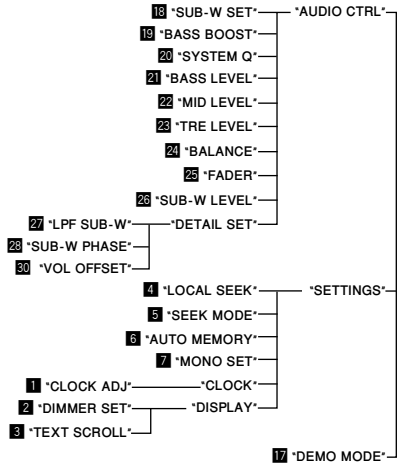 18 "SUB-W SET" "AUDIO CTRL"
19 "BASS BOOST"
20 "SYSTEM Q"
21 "BASS LEVEL"
22 "MID LEVEL"
23 "TRE LEVEL"
24 "BALANCE"
25 "FADER"
26 "SUB-W LEVEL"
27 "LPF SUB-W" "DETAIL SET"
28 "SUB-W PHASE"
30 "VOL OFFSET"
4 "LOCAL SEEK" "SETTINGS"
5 "SEEK MODE"
6 "AUTO MEMORY"
7 "MONO SET"
1 "CLOCK ADJ" "CLOCK"
2 "DIMMER SET" "DISPLAY"
3 "TEXT SCROLL"
17 "DEMO MODE"